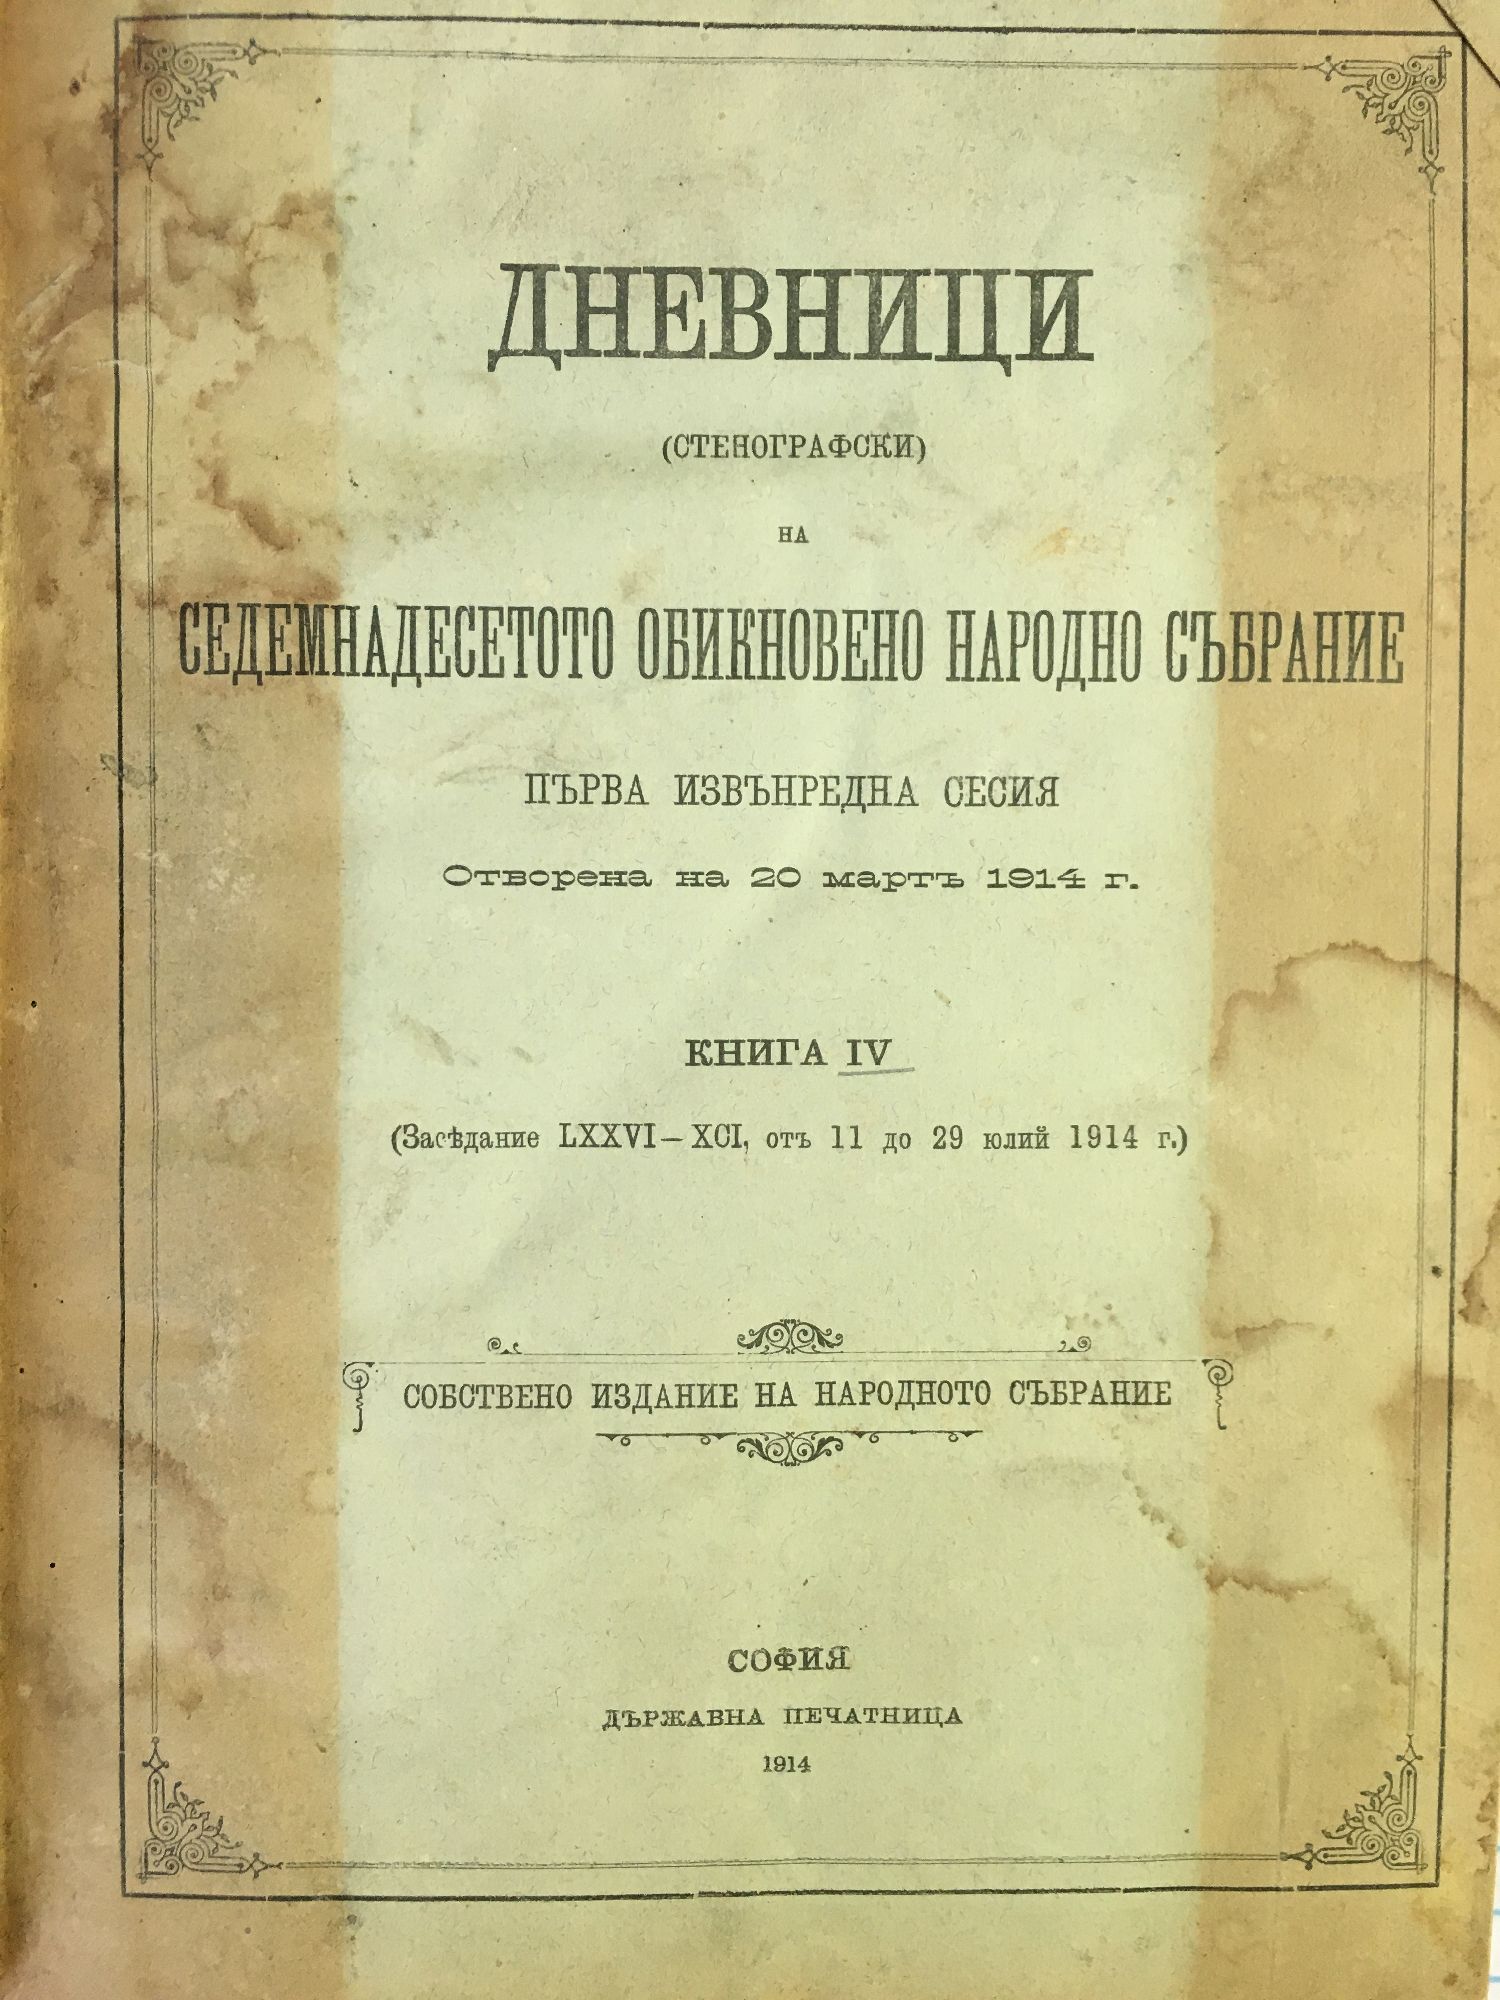 ДНЕВНИЦИ
(СТЕНОГРАФСКИ)
НА
СЕДЕМНАДЕСЕТОТО ОБИКНОВЕНО НАРОДНО СЪБРАНИЕ
ПЪРВА ИЗВЪНРЕДНА СЕСИЯ
Отворена на 20 мартъ 1914 г.
КНИГА IV
(Засѣдание LXXVI—XCI, отъ 11 до 29 юлий 1914 г.)
СОБСТВЕНО ИЗДАНИЕ НА НАРОДНОТО СЪБРАНИЕ
СОФИЯ
ДЪРЖАВНА ПЕЧАТНИЦА
1914